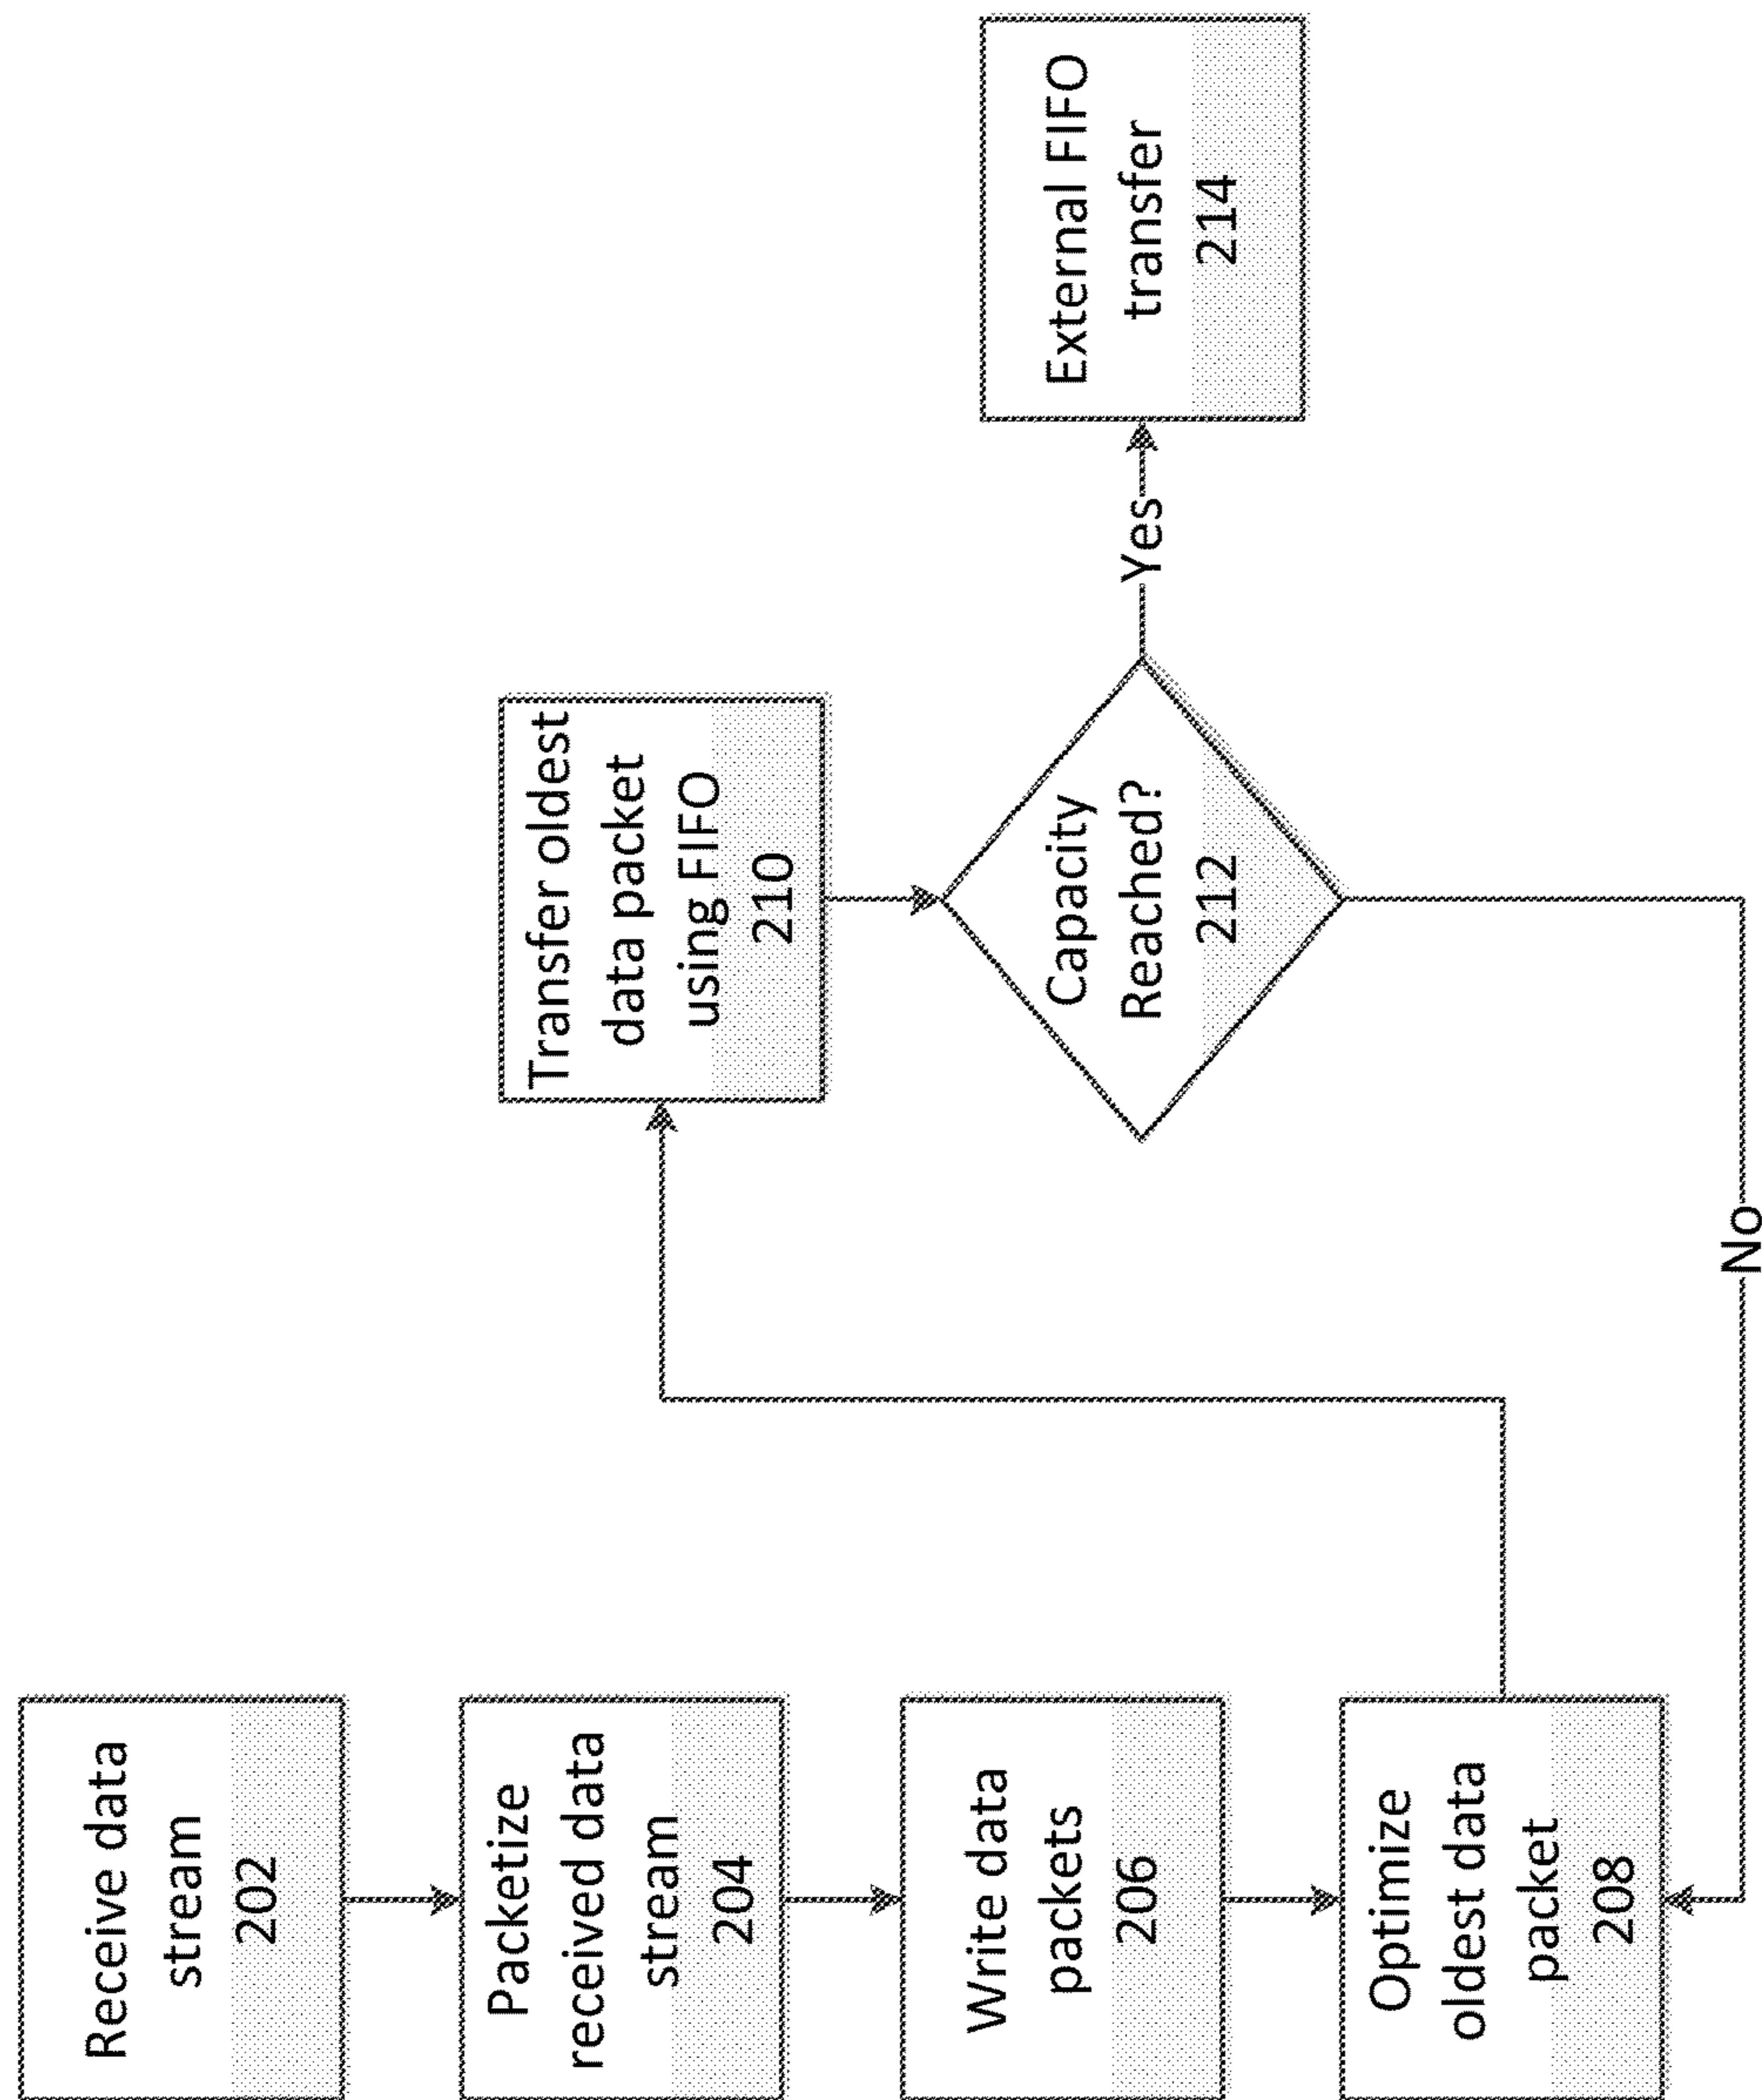 Receive data
stream
202
Packetize
received data
stream
204
Write data
packets
206
Optimize
oldest data
packet
208
Transfer oldest
data packet
using FIFO
210
Capacity
Reached?
212
Yes
External FIFO
transfer
214
No